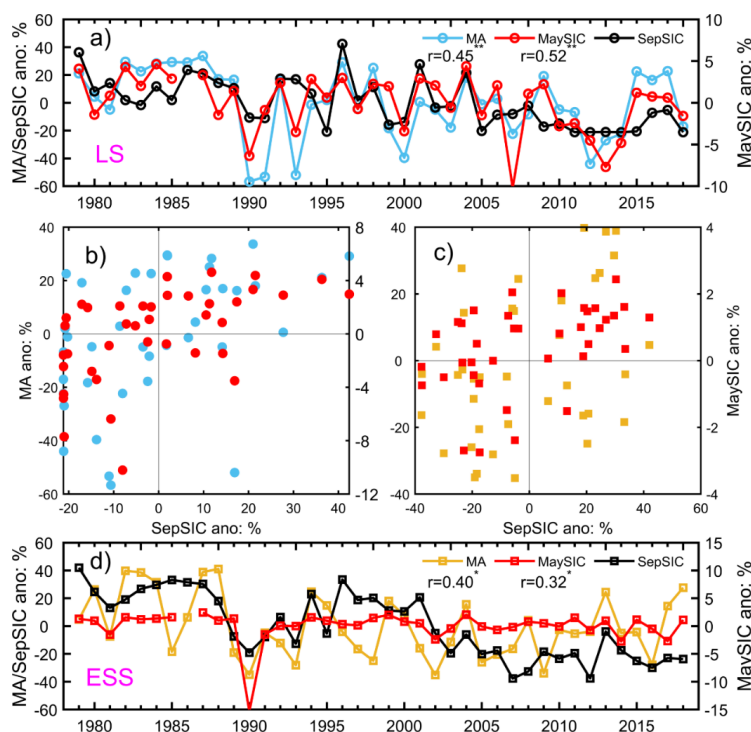 a)
MA MaySIC SepSIC
r=0.45** r=0.52**
60 40 20 0 -20 -40 -60
10 5 0 -5 -10
MA/SepSIC ano: %
MaySIC ano: %
LS
1980 1985 1990 1995 2000 2005 2010 2015
b)
40 20 0 -20 -40 -60
8 4 0 -4 -8 -12
MA ano: %
-20 -10 0 10 20 30 40
SepSIC ano: %
c)
40 20 0 -20 -40
4 2 0 -2 -4
MaySIC ano: %
-40 -20 0 20 40 60
SepSIC ano: %
d)
MA MaySIC SepSIC
r=0.40* r=0.32*
60 40 20 0 -20 -40 -60
15 10 5 0 -5 -10 -15
MA/SepSIC ano: %
MaySIC ano: %
ESS
1980 1985 1990 1995 2000 2005 2010 2015